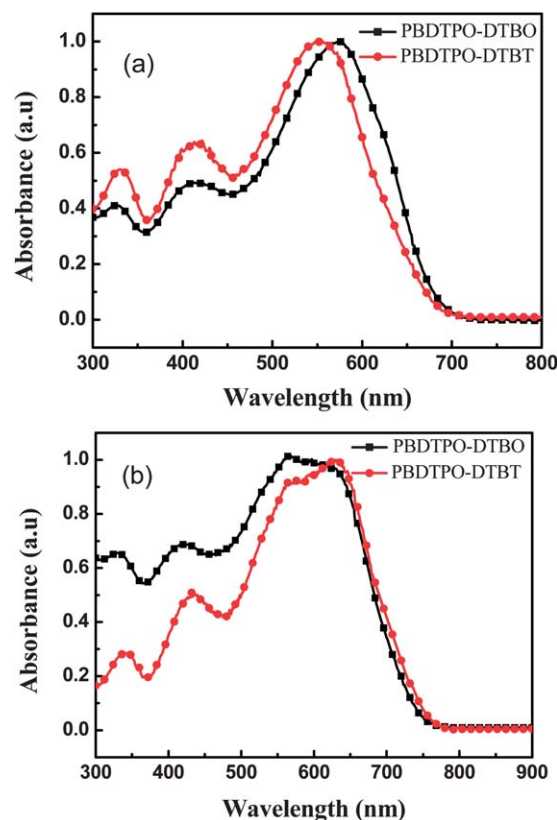 PBDTPO-DTBO
PBDTPO-DTBT
(a)
1.0
0.8
0.6
0.4
0.2
0.0
Absorbance (a.u)
300 400 500 600 700 800
Wavelength (nm)
PBDTPO-DTBO
PBDTPO-DTBT
(b)
1.0
0.8
0.6
0.4
0.2
0.0
Absorbance (a.u)
300 400 500 600 700 800 900
Wavelength (nm)